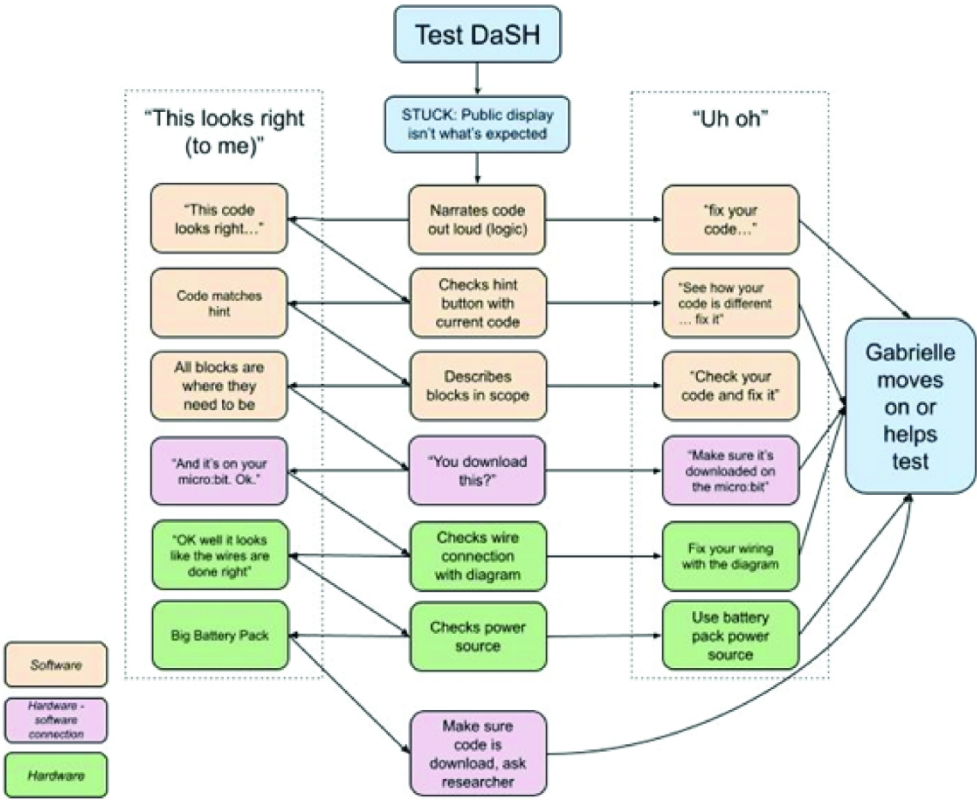 Test DaSH
STUCK: Public display
isn't what's expected
"This looks right
(to me)"
"Uh oh"
"This code
looks right..."
Narrates code
out loud (logic)
"fix your
code..."
Code matches
hint
Checks hint
button with
current code
"See how your
code is different
... fix it"
All blocks are
where they
need to be
Describes
blocks in scope
"Check your
code and fix it"
Gabrielle
moves
on or
helps
test
"And it's on your
micro:bit. Ok."
"You download
this?"
"Make sure it's
downloaded on
the micro:bit"
"OK well it looks
like the wires are
done right"
Checks wire
connection
with diagram
Fix your wiring
with the diagram
Big Battery Pack
Checks power
source
Use battery
pack power
source
Make sure
code is
download, ask
researcher
Software
Hardware -
software
connection
Hardware